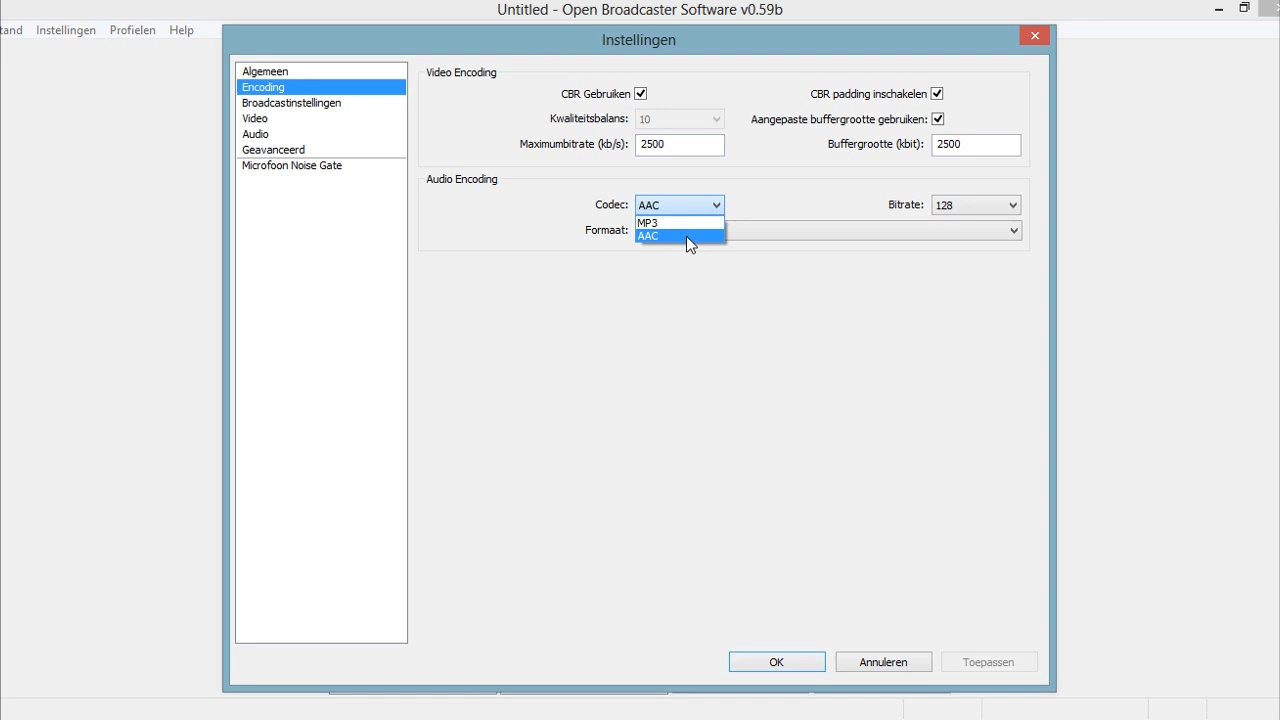 Untitled - Open Broadcaster Software v0.59b
tand Instellingen Profielen Help
Instellingen
Algemeen
Encoding
Broadcastinstellingen
Video
Audio
Geavanceerd
Microfoon Noise Gate
Video Encoding
CBR Gebruiken CBR padding inschakelen
Kwaliteitsbalans: 10 Aangepaste buffergrootte gebruiken:
Maximumbitrate (kb/s): 2500 Buffergrootte (kbit): 2500
Audio Encoding
Codec: AAC Bitrate: 128
MP3
Formaat: AAC
OK Annuleren Toepassen